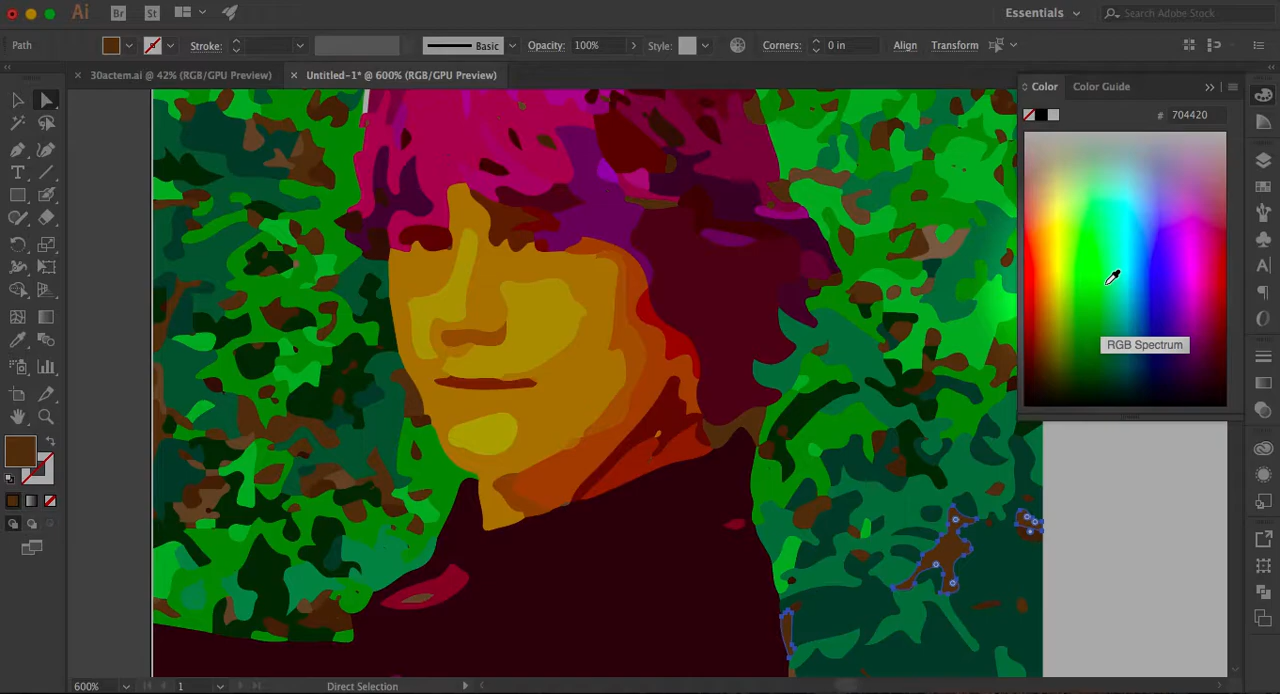 Ai Br St Essentials Search Adobe Stock
Path Stroke: Basic Opacity: 100% Style: Corners: 0 in Align Transform
× 30actem.ai @ 42% (RGB/GPU Preview) × Untitled-1* @ 600% (RGB/GPU Preview)
Color Color Guide
# 704420
RGB Spectrum
600% 1 Direct Selection